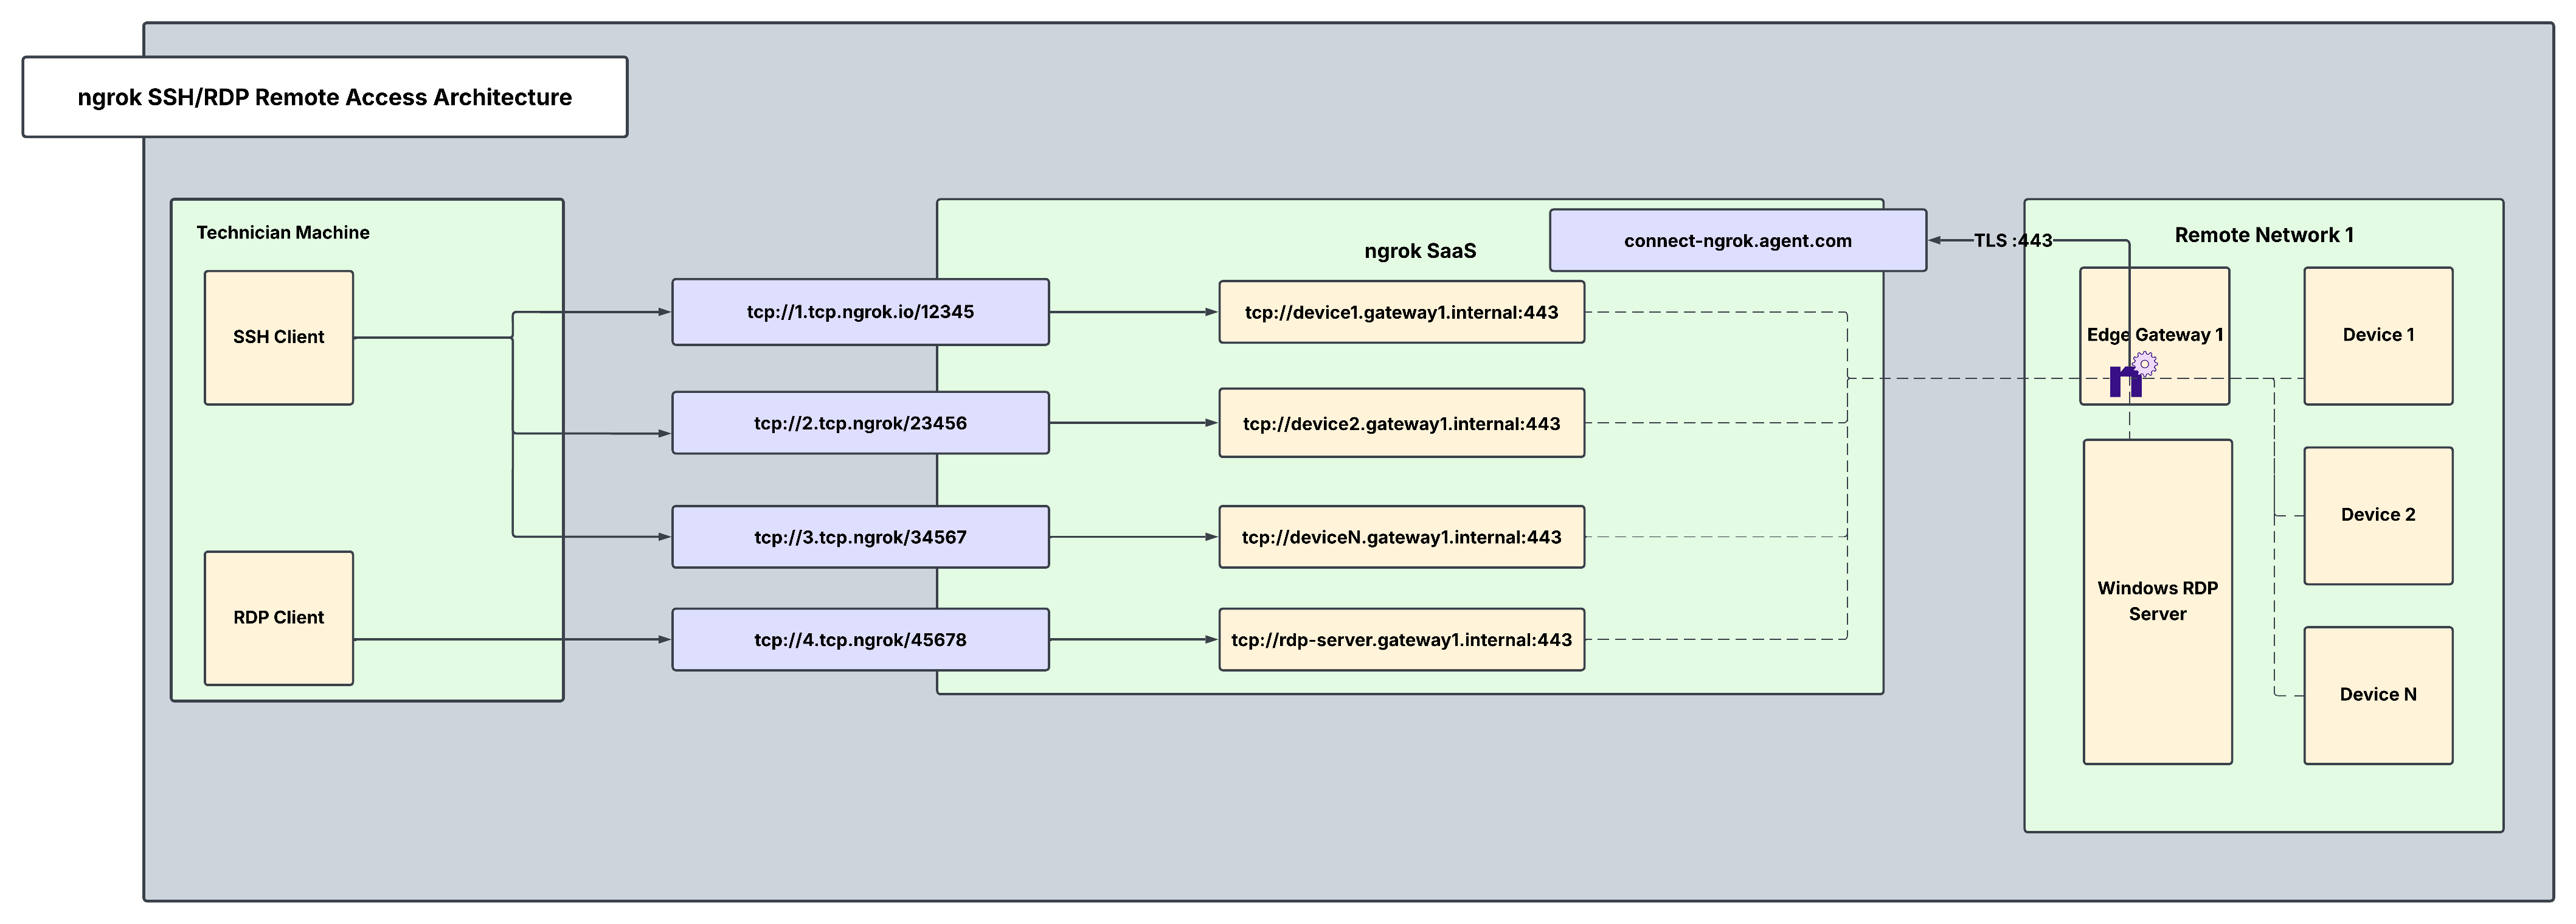 ngrok SSH/RDP Remote Access Architecture
Technician Machine
SSH Client
RDP Client
tcp://1.tcp.ngrok.io/12345
tcp://2.tcp.ngrok/23456
tcp://3.tcp.ngrok/34567
tcp://4.tcp.ngrok/45678
ngrok SaaS
connect-ngrok.agent.com
tcp://device1.gateway1.internal:443
tcp://device2.gateway1.internal:443
tcp://deviceN.gateway1.internal:443
tcp://rdp-server.gateway1.internal:443
TLS :443
Remote Network 1
Edge Gateway 1
Windows RDP
Server
Device 1
Device 2
Device N